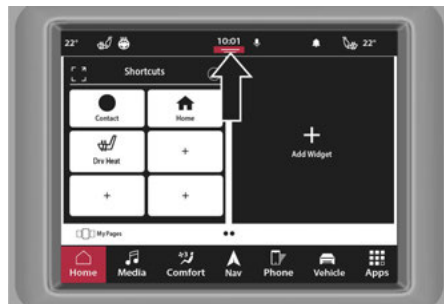 22° 10:01 22°
Shortcuts
Contact Home
Drv Heat + +
Add Widget
+ +
My Pages
Home Media Comfort Nav Phone Vehicle Apps